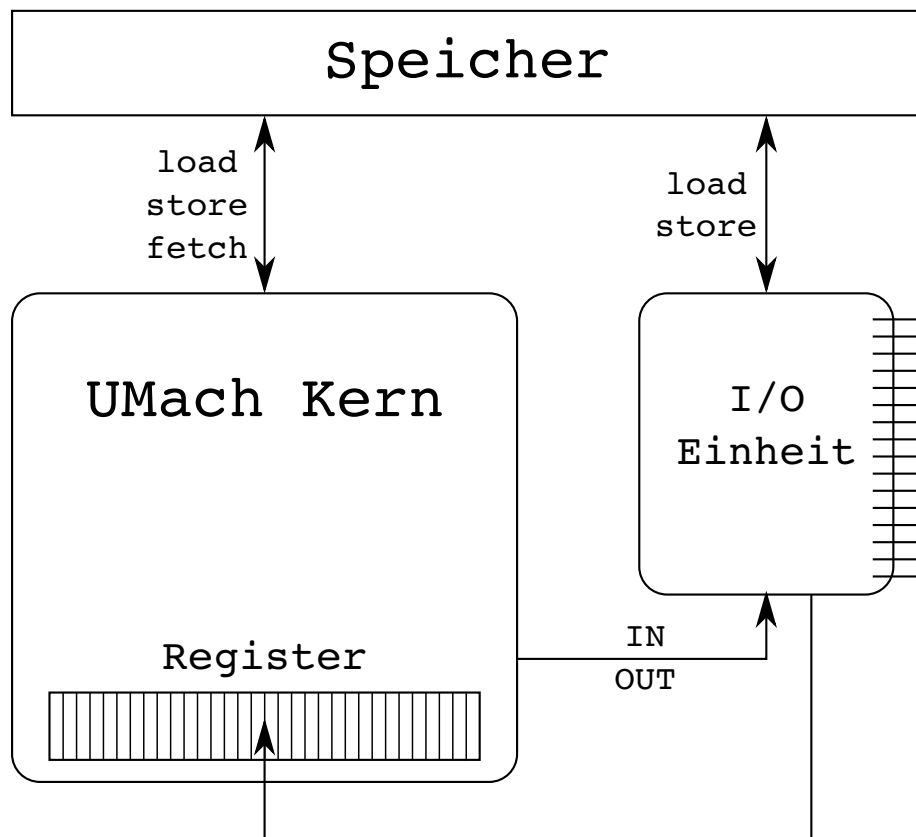 Speicher
load
store
fetch
load
store
UMach Kern
I/O
Einheit
Register
IN
OUT